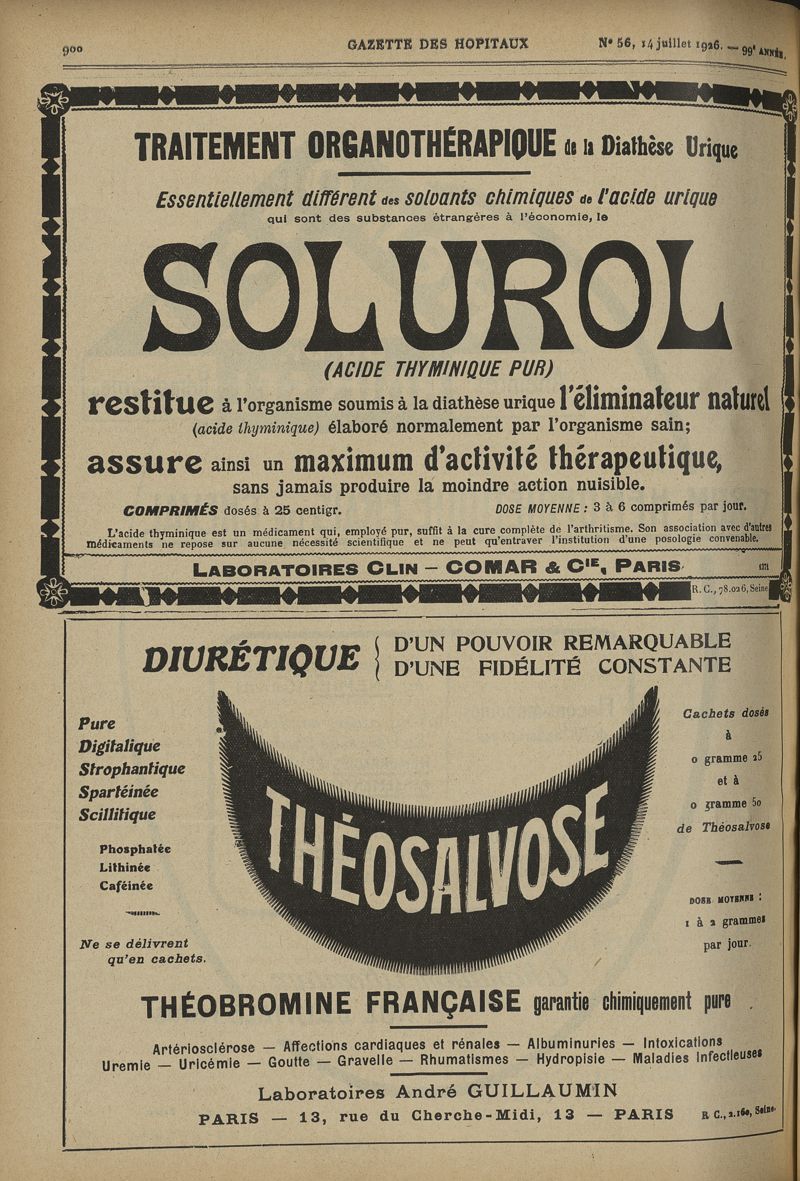 900
GAZETTE DES HOPITAUX
N° 56, 14 juillet 1926. — 99e ANNÉE.
TRAITEMENT ORGANOTHÉRAPIQUE de la Diathèse Urique
Essentiellement différent des solvants chimiques de l'acide urique
qui sont des substances étrangères à l'économie, le
SOLUROL
(ACIDE THYMINIQUE PUR)
restitue à l'organisme soumis à la diathèse urique l'éliminateur naturel
(acide thyminique) élaboré normalement par l'organisme sain;
assure ainsi un maximum d'activité thérapeutique,
sans jamais produire la moindre action nuisible.
COMPRIMÉS dosés à 25 centigr.
DOSE MOYENNE : 3 à 6 comprimés par jour.
L'acide thyminique est un médicament qui, employé pur, suffit à la cure complète de l'arthritisme. Son association avec d'autres
médicaments ne repose sur aucune nécessité scientifique et ne peut qu'entraver l'institution d'une posologie convenable.
LABORATOIRES CLIN — COMAR & CIE, PARIS
R. C., 78.026, Seine
DIURÉTIQUE
D'UN POUVOIR REMARQUABLE
D'UNE FIDÉLITÉ CONSTANTE
Pure
Digitalique
Strophantique
Spartéinée
Scillitique
Phosphatée
Lithinée
Caféinée
Ne se délivrent
qu'en cachets.
THÉOSALVOSE
Cachets dosés
à
0 gramme 25
et à
0 gramme 50
de Théosalvose
DOSE MOYENNE :
1 à 2 grammes
par jour.
THÉOBROMINE FRANÇAISE garantie chimiquement pure
Artériosclérose — Affections cardiaques et rénales — Albuminuries — Intoxications
Uremie — Uricémie — Goutte — Gravelle — Rhumatismes — Hydropisie — Maladies Infectieuses
Laboratoires André GUILLAUMIN
PARIS — 13, rue du Cherche-Midi, 13 — PARIS
R C., 2.160, Seine.